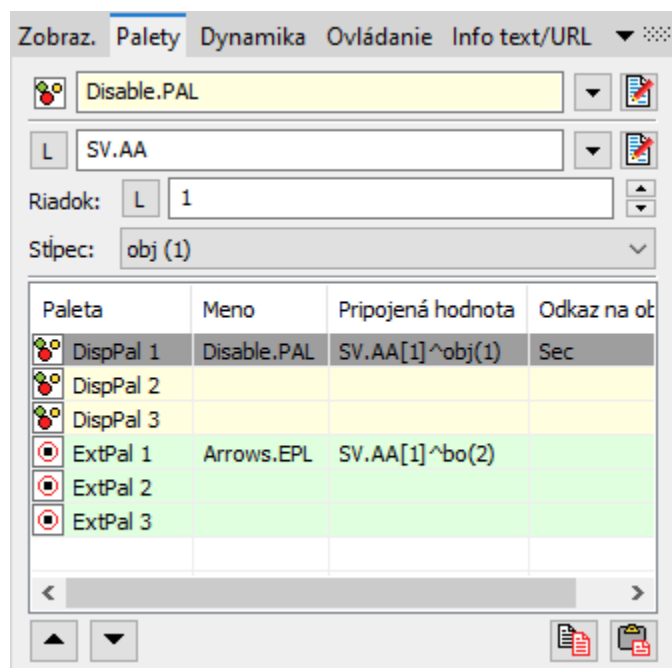 Zobraz. Palety Dynamika Ovládanie Info text/URL
Disable.PAL
L SV.AA
Riadok: L 1
Stĺpec: obj (1)
Paleta Meno Pripojená hodnota Odkaz na ob
DispPal 1 Disable.PAL SV.AA[1]^obj(1) Sec
DispPal 2
DispPal 3
ExtPal 1 Arrows.EPL SV.AA[1]^bo(2)
ExtPal 2
ExtPal 3